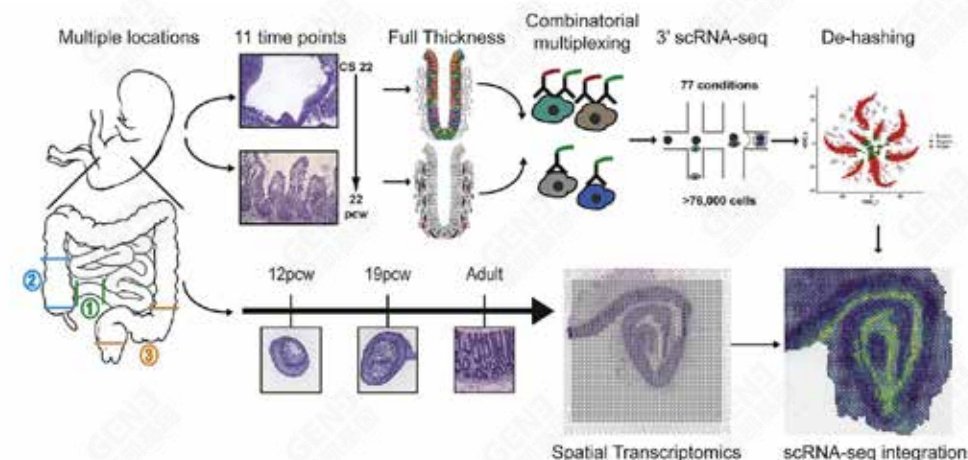 Multiple locations
11 time points
Full Thickness
Combinatorial
multiplexing
3' scRNA-seq
De-hashing
CS 22
22
pcw
77 conditions
>76,000 cells
②
①
③
12pcw
19pcw
Adult
Spatial Transcriptomics
scRNA-seq integration